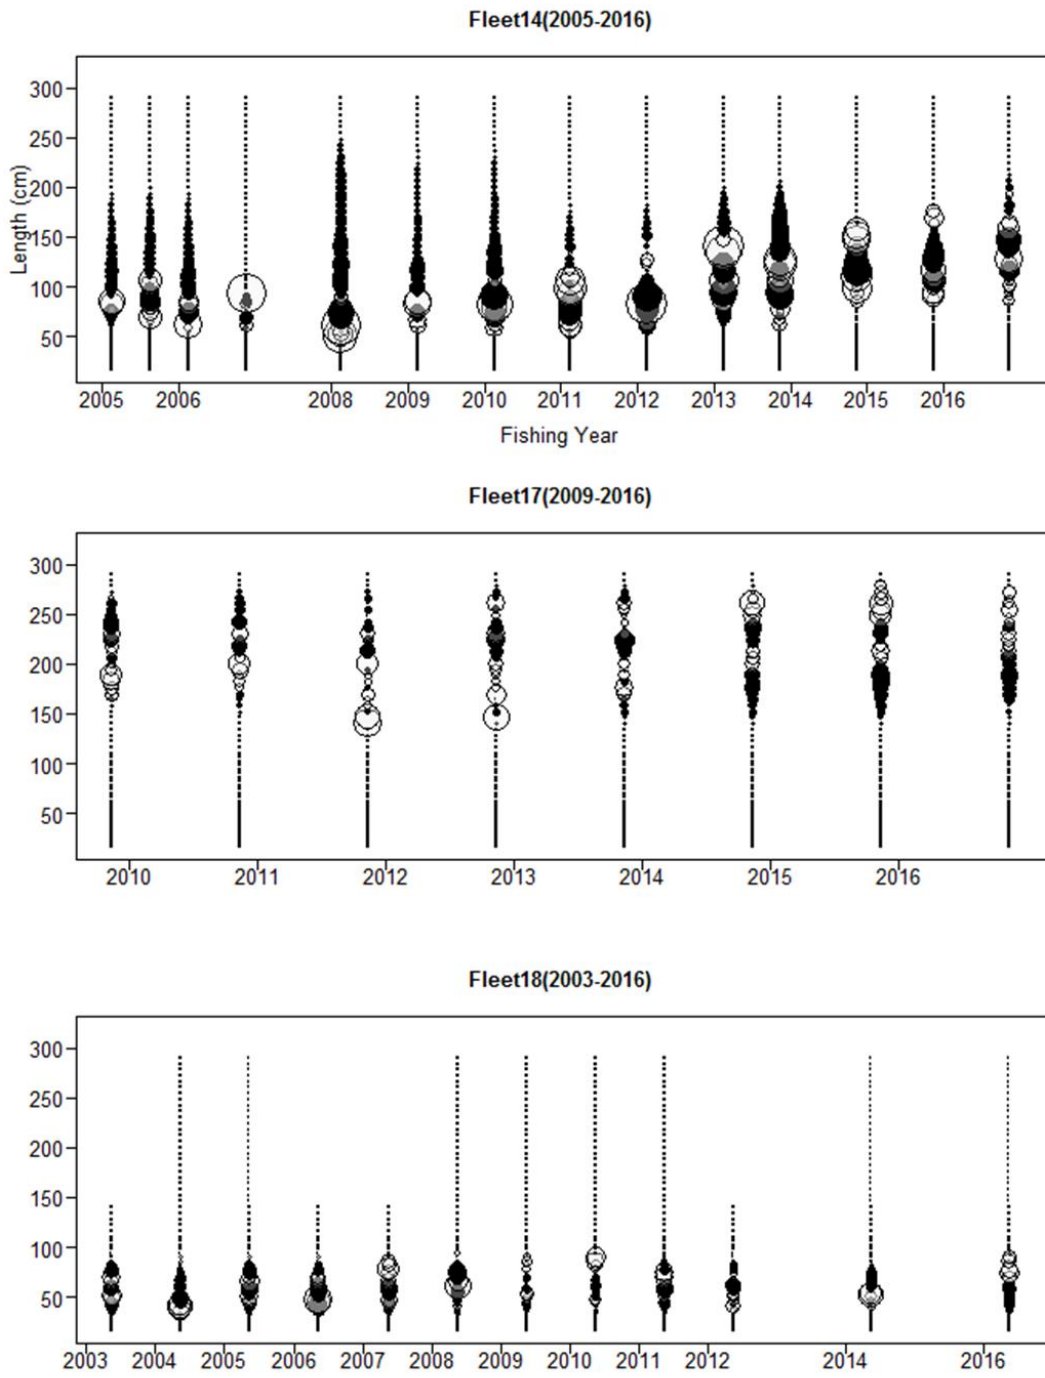 Fleet14(2005-2016)
300
250
200
150
100
50
Length (cm)
2005 2006 2008 2009 2010 2011 2012 2013 2014 2015 2016
Fishing Year
Fleet17(2009-2016)
300
250
200
150
100
50
2010 2011 2012 2013 2014 2015 2016
Fleet18(2003-2016)
300
250
200
150
100
50
2003 2004 2005 2006 2007 2008 2009 2010 2011 2012 2014 2016